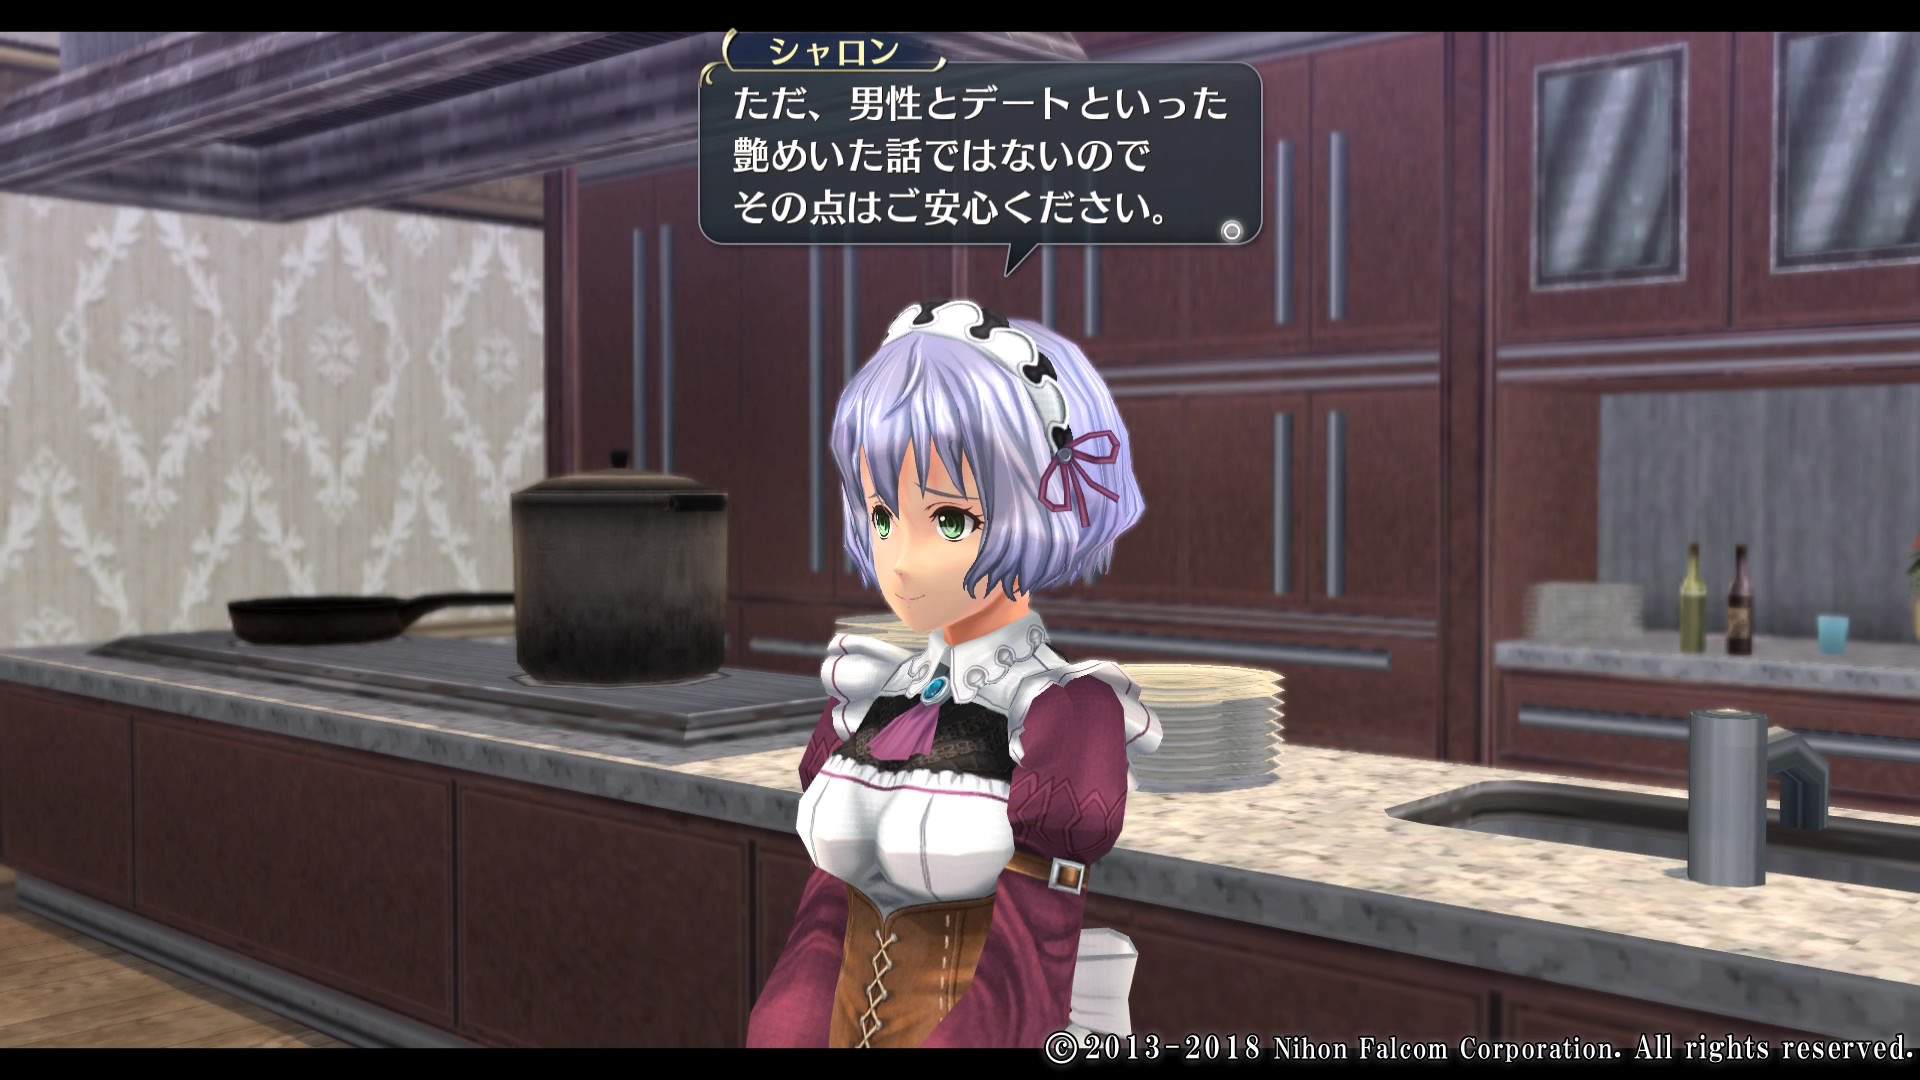 シャロン
ただ、男性とデートといった
艶めいた話ではないので
その点はご安心ください。
©2013-2018 Nihon Falcom Corporation. All rights reserved.